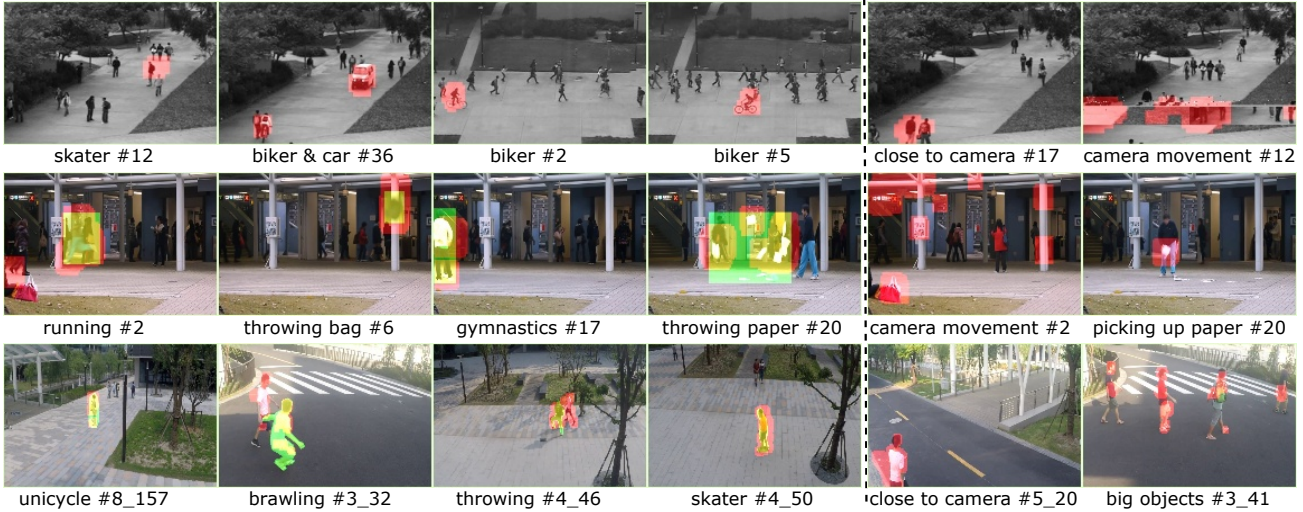 skater #12 biker & car #36 biker #2 biker #5 close to camera #17 camera movement #12
running #2 throwing bag #6 gymnastics #17 throwing paper #20 camera movement #2 picking up paper #20
unicycle #8_157 brawling #3_32 throwing #4_46 skater #4_50 close to camera #5_20 big objects #3_41